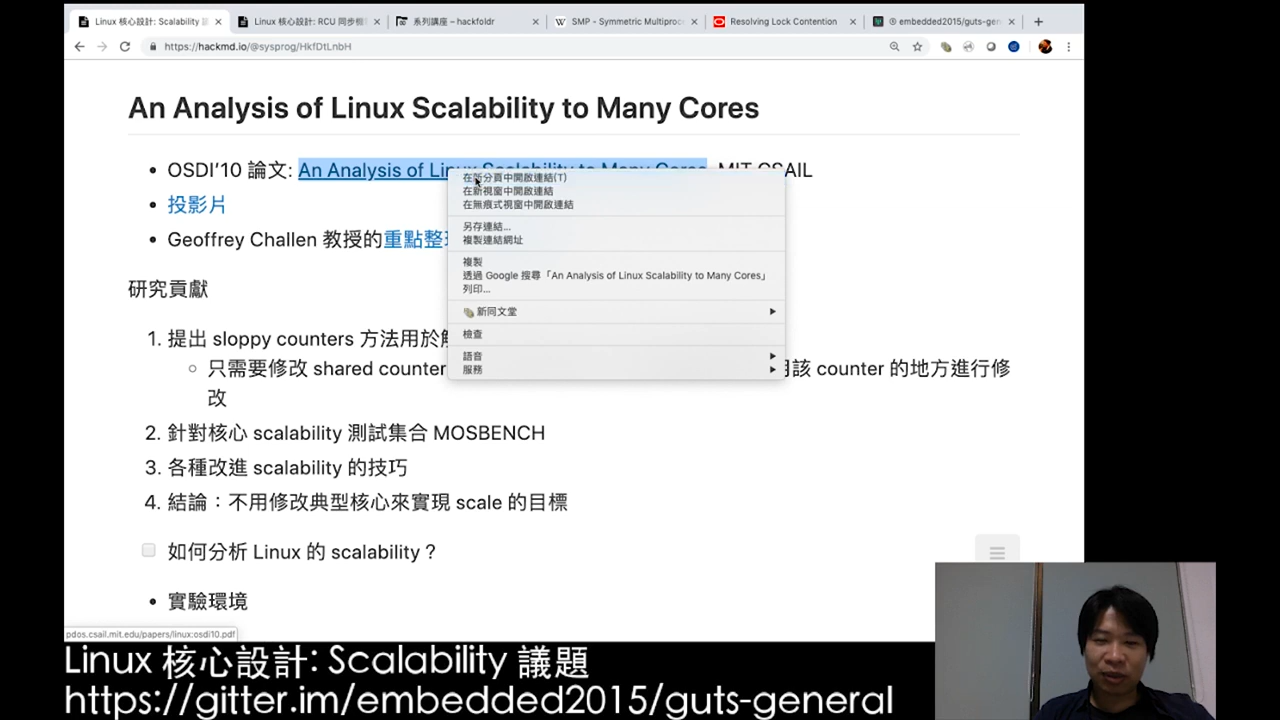 Linux 核心設計: Scalability 議
Linux 核心設計: RCU 同步機
系列講座 – hackfoldr
SMP - Symmetric Multiproc
Resolving Lock Contention
embedded2015/guts-gen
https://hackmd.io/@sysprog/HkfDtLnbH
An Analysis of Linux Scalability to Many Cores
OSDI'10 論文: An Analysis of Linux Scalability to Many Cores, MIT CSAIL
投影片
Geoffrey Challen 教授的重點整
在新分頁中開啟連結(T)
在新視窗中開啟連結
在無痕式視窗中開啟連結
另存連結...
複製連結網址
複製
透過 Google 搜尋「An Analysis of Linux Scalability to Many Cores」
列印...
新同文堂
檢查
語音
服務
研究貢獻
1. 提出 sloppy counters 方法用於
只需要修改 shared counter
用該 counter 的地方進行修
改
2. 針對核心 scalability 測試集合 MOSBENCH
3. 各種改進 scalability 的技巧
4. 結論：不用修改典型核心來實現 scale 的目標
如何分析 Linux 的 scalability？
實驗環境
pdos.csail.mit.edu/papers/linux:osdi10.pdf
Linux 核心設計: Scalability 議題
https://gitter.im/embedded2015/guts-general